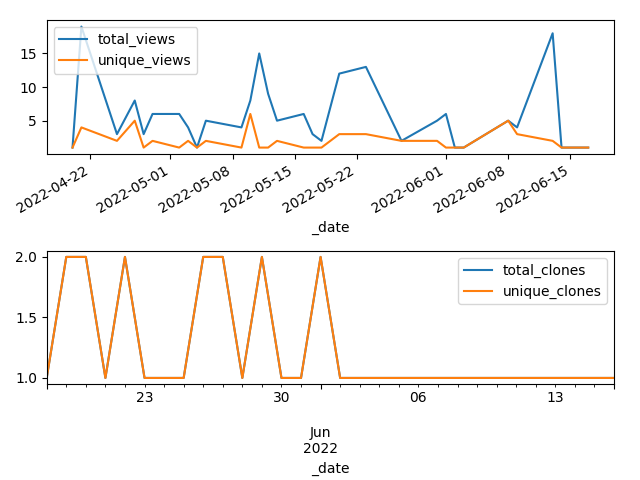 total_views
unique_views
15
10
5
2022-04-22
2022-05-01
2022-05-08
2022-05-15
2022-05-22
2022-06-01
2022-06-08
2022-06-15
_date
total_clones
unique_clones
2.0
1.5
1.0
23
30
06
13
Jun
2022
_date